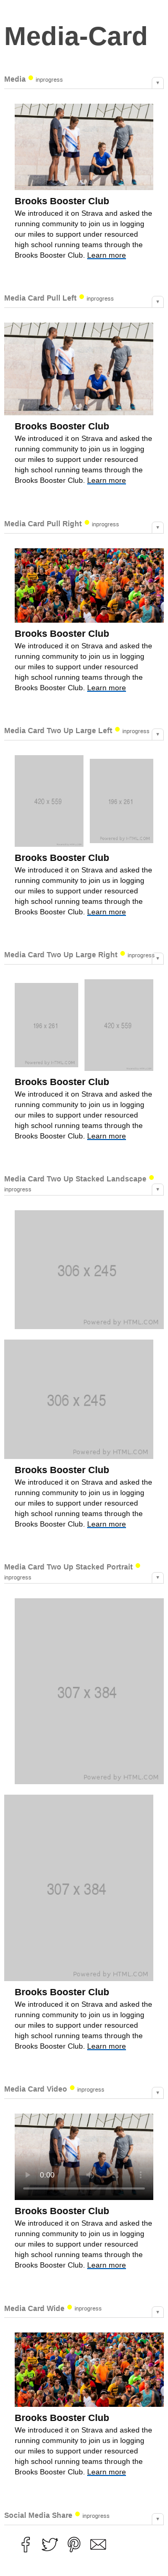 Media-Card
Media inprogress
Brooks Booster Club
We introduced it on Strava and asked the
running community to join us in logging
our miles to support under resourced
high school running teams through the
Brooks Booster Club. Learn more
Media Card Pull Left inprogress
Brooks Booster Club
We introduced it on Strava and asked the
running community to join us in logging
our miles to support under resourced
high school running teams through the
Brooks Booster Club. Learn more
Media Card Pull Right inprogress
Brooks Booster Club
We introduced it on Strava and asked the
running community to join us in logging
our miles to support under resourced
high school running teams through the
Brooks Booster Club. Learn more
Media Card Two Up Large Left inprogress
400 x 559
196 x 261
Powered by HTML.COM
Brooks Booster Club
We introduced it on Strava and asked the
running community to join us in logging
our miles to support under resourced
high school running teams through the
Brooks Booster Club. Learn more
Media Card Two Up Large Right inprogress
196 x 261
400 x 559
Powered by HTML.COM
Brooks Booster Club
We introduced it on Strava and asked the
running community to join us in logging
our miles to support under resourced
high school running teams through the
Brooks Booster Club. Learn more
Media Card Two Up Stacked Landscape
inprogress
306 x 245
Powered by HTML.COM
306 x 245
Powered by HTML.COM
Brooks Booster Club
We introduced it on Strava and asked the
running community to join us in logging
our miles to support under resourced
high school running teams through the
Brooks Booster Club. Learn more
Media Card Two Up Stacked Portrait
inprogress
307 x 384
Powered by HTML.COM
307 x 384
Powered by HTML.COM
Brooks Booster Club
We introduced it on Strava and asked the
running community to join us in logging
our miles to support under resourced
high school running teams through the
Brooks Booster Club. Learn more
Media Card Video inprogress
0:00
Brooks Booster Club
We introduced it on Strava and asked the
running community to join us in logging
our miles to support under resourced
high school running teams through the
Brooks Booster Club. Learn more
Media Card Wide inprogress
Brooks Booster Club
We introduced it on Strava and asked the
running community to join us in logging
our miles to support under resourced
high school running teams through the
Brooks Booster Club. Learn more
Social Media Share inprogress